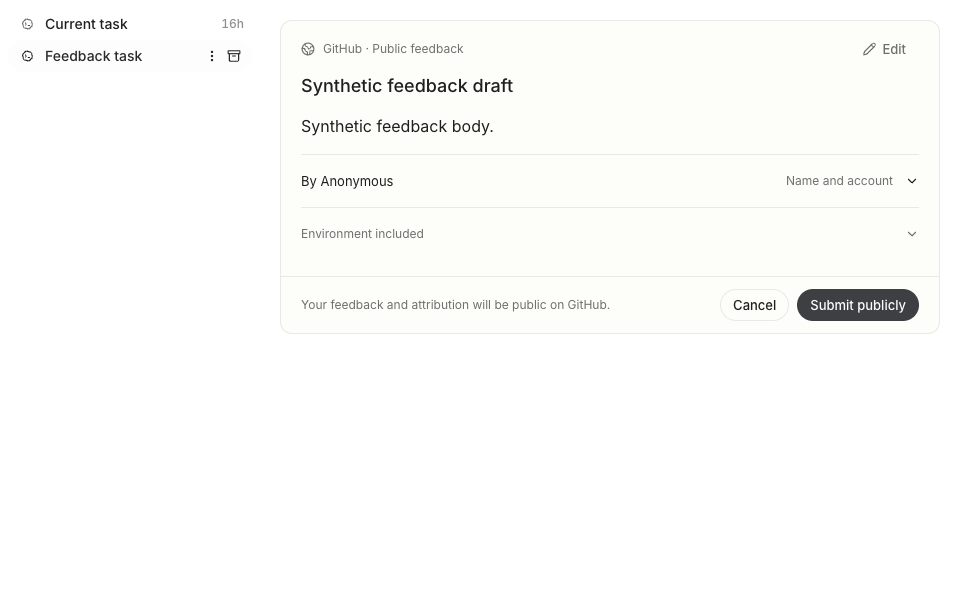 Current task 16h
Feedback task
GitHub · Public feedback Edit
Synthetic feedback draft
Synthetic feedback body.
By Anonymous Name and account
Environment included
Your feedback and attribution will be public on GitHub. Cancel Submit publicly